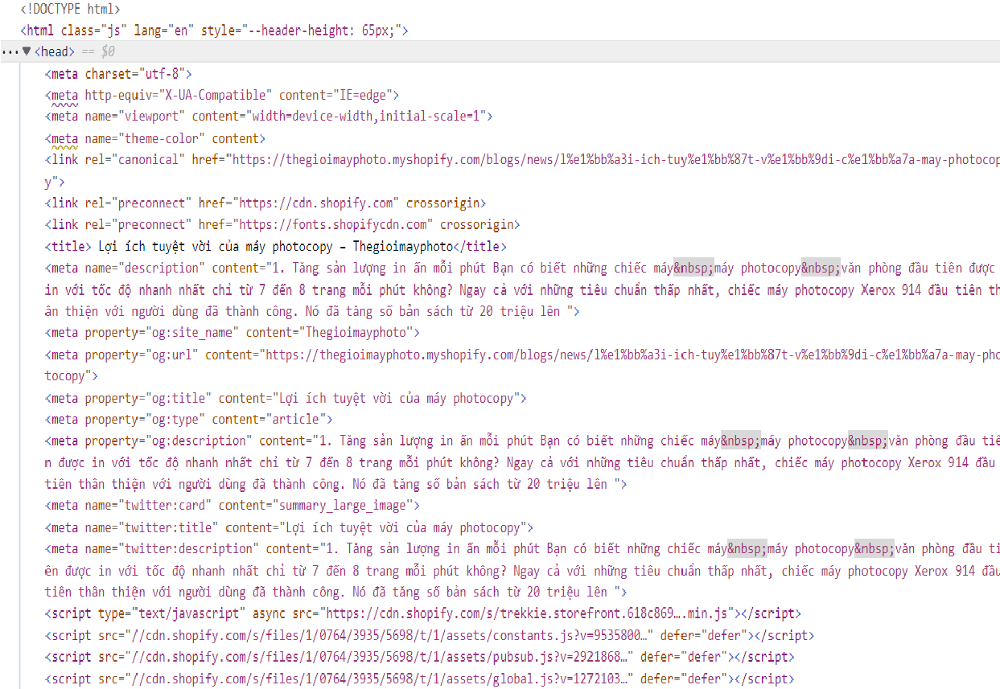 <!DOCTYPE html>
<html class="js" lang="en" style="--header-height: 65px;">
••• ▼ <head> == $0
<meta charset="utf-8">
<meta http-equiv="X-UA-Compatible" content="IE=edge">
<meta name="viewport" content="width=device-width,initial-scale=1">
<meta name="theme-color" content>
<link rel="canonical" href="https://thegioimayphoto.myshopify.com/blogs/news/l%e1%bb%a3i-ich-tuy%e1%bb%87t-v%e1%bb%9di-c%e1%bb%a7a-may-photocop
y">
<link rel="preconnect" href="https://cdn.shopify.com" crossorigin>
<link rel="preconnect" href="https://fonts.shopifycdn.com" crossorigin>
<title> Lợi ích tuyệt vời của máy photocopy – Thegioimayphoto</title>
<meta name="description" content="1. Tăng sản lượng in ấn mỗi phút Bạn có biết những chiếc máy&nbsp;máy photocopy&nbsp;văn phòng đầu tiên được
in với tốc độ nhanh nhất chỉ từ 7 đến 8 trang mỗi phút không? Ngay cả với những tiêu chuẩn thấp nhất, chiếc máy photocopy Xerox 914 đầu tiên th
ân thiện với người dùng đã thành công. Nó đã tăng số bản sách từ 20 triệu lên ">
<meta property="og:site_name" content="Thegioimayphoto">
<meta property="og:url" content="https://thegioimayphoto.myshopify.com/blogs/news/l%e1%bb%a3i-ich-tuy%e1%bb%87t-v%e1%bb%9di-c%e1%bb%a7a-may-pho
tocopy">
<meta property="og:title" content="Lợi ích tuyệt vời của máy photocopy">
<meta property="og:type" content="article">
<meta property="og:description" content="1. Tăng sản lượng in ấn mỗi phút Bạn có biết những chiếc máy&nbsp;máy photocopy&nbsp;văn phòng đầu tiê
n được in với tốc độ nhanh nhất chỉ từ 7 đến 8 trang mỗi phút không? Ngay cả với những tiêu chuẩn thấp nhất, chiếc máy photocopy Xerox 914 đầu
tiên thân thiện với người dùng đã thành công. Nó đã tăng số bản sách từ 20 triệu lên ">
<meta name="twitter:card" content="summary_large_image">
<meta name="twitter:title" content="Lợi ích tuyệt vời của máy photocopy">
<meta name="twitter:description" content="1. Tăng sản lượng in ấn mỗi phút Bạn có biết những chiếc máy&nbsp;máy photocopy&nbsp;văn phòng đầu ti
ên được in với tốc độ nhanh nhất chỉ từ 7 đến 8 trang mỗi phút không? Ngay cả với những tiêu chuẩn thấp nhất, chiếc máy photocopy Xerox 914 đầu
tiên thân thiện với người dùng đã thành công. Nó đã tăng số bản sách từ 20 triệu lên ">
<script type="text/javascript" async src="https://cdn.shopify.com/s/trekkie.storefront.618c869….min.js"></script>
<script src="//cdn.shopify.com/s/files/1/0764/3935/5698/t/1/assets/constants.js?v=9535800…" defer="defer"></script>
<script src="//cdn.shopify.com/s/files/1/0764/3935/5698/t/1/assets/pubsub.js?v=2921868…" defer="defer"></script>
<script src="//cdn.shopify.com/s/files/1/0764/3935/5698/t/1/assets/global.js?v=1272103…" defer="defer"></script>